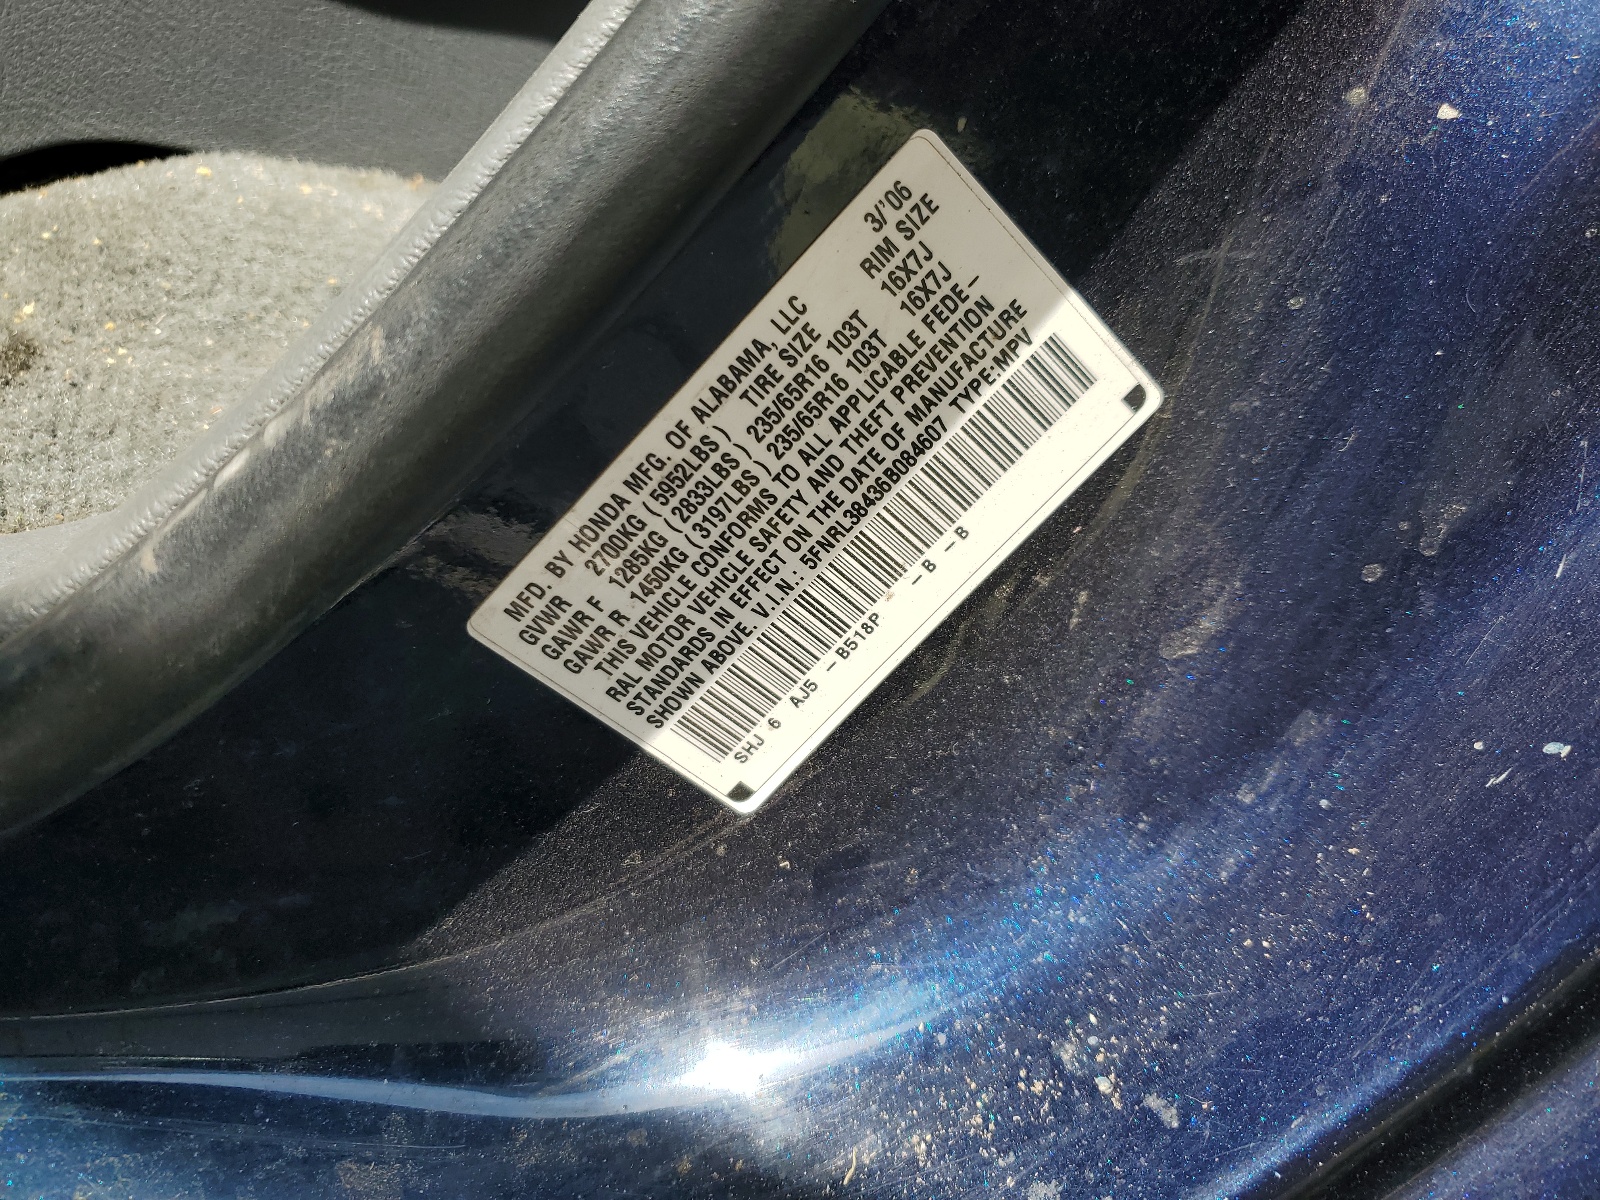 MFD. BY HONDA MFG. OF ALABAMA, LLC 3/'06
GVWR 2700KG (5952LBS) TIRE SIZE RIM SIZE
GAWR F 1285KG (2833LBS) 235/65R16 103T 16X7J
GAWR R 1450KG (3197LBS) 235/65R16 103T 16X7J
THIS VEHICLE CONFORMS TO ALL APPLICABLE FEDE-
RAL MOTOR VEHICLE SAFETY AND THEFT PREVENTION
STANDARDS IN EFFECT ON THE DATE OF MANUFACTURE
SHOWN ABOVE. V.I.N.: 5FNRL38436B084607 TYPE:MPV
SHJ 6 AJ5 -B518P - -B -B